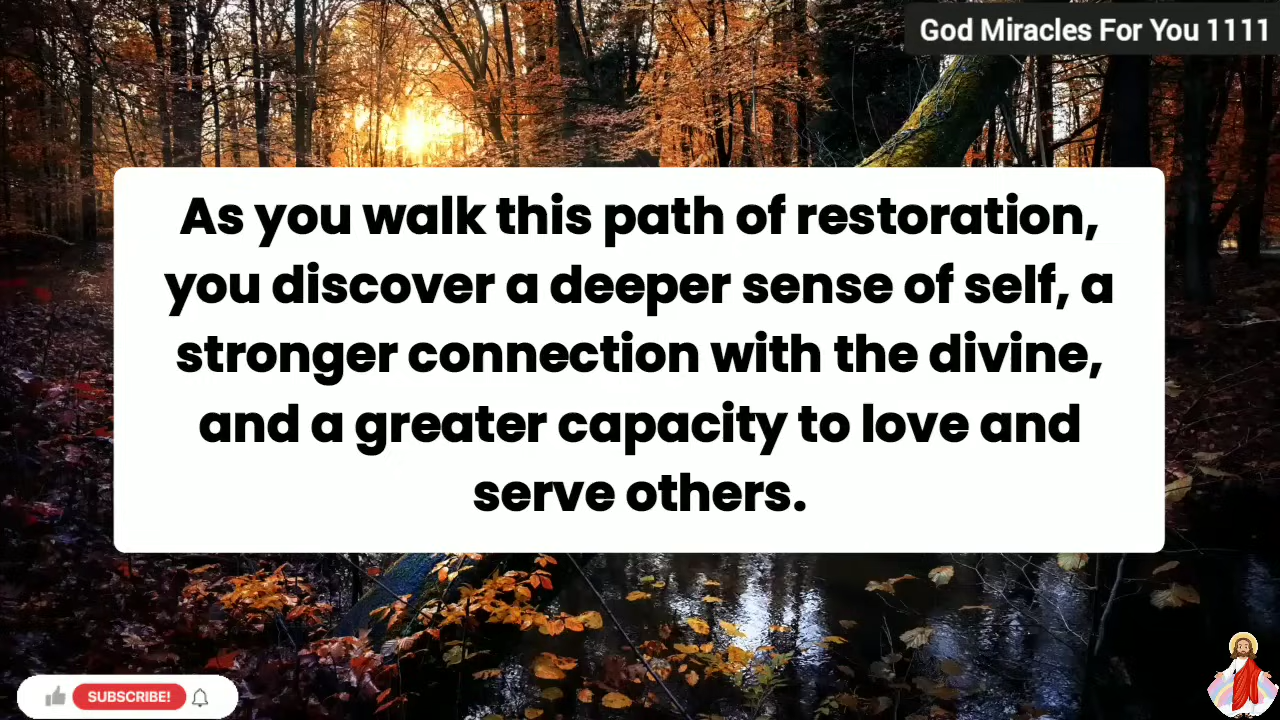 God Miracles For You 1111
As you walk this path of restoration,
you discover a deeper sense of self, a
stronger connection with the divine,
and a greater capacity to love and
serve others.
SUBSCRIBE!